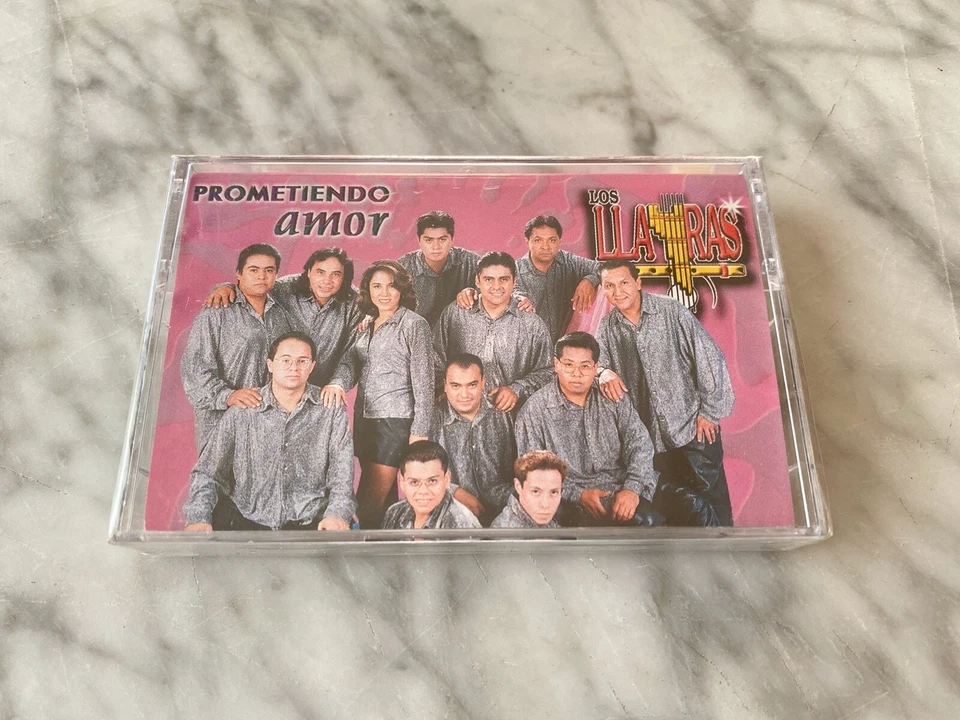 PROMETIENDO
amor
LOS
LLAYRAS